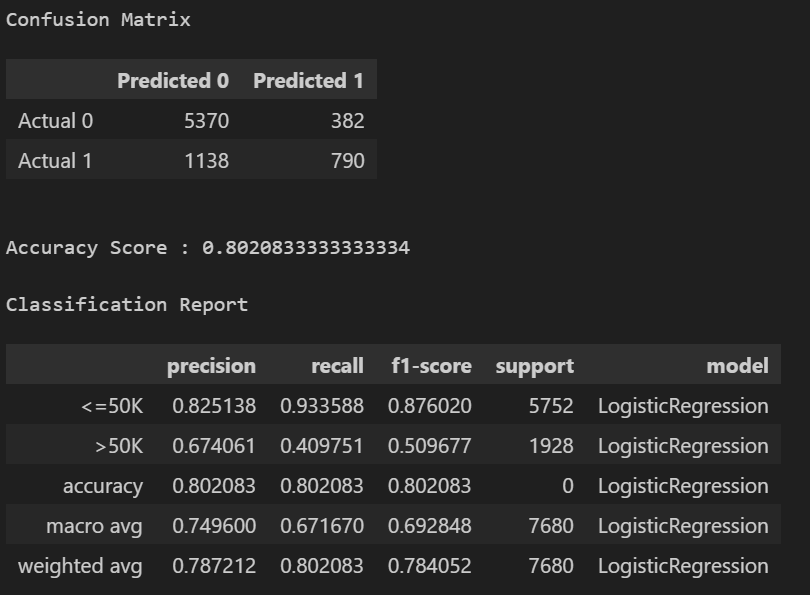 Confusion Matrix
Predicted 0 Predicted 1
Actual 0 5370 382
Actual 1 1138 790
Accuracy Score : 0.8020833333333334
Classification Report
precision recall f1-score support model
<=50K 0.825138 0.933588 0.876020 5752 LogisticRegression
>50K 0.674061 0.409751 0.509677 1928 LogisticRegression
accuracy 0.802083 0.802083 0.802083 0 LogisticRegression
macro avg 0.749600 0.671670 0.692848 7680 LogisticRegression
weighted avg 0.787212 0.802083 0.784052 7680 LogisticRegression